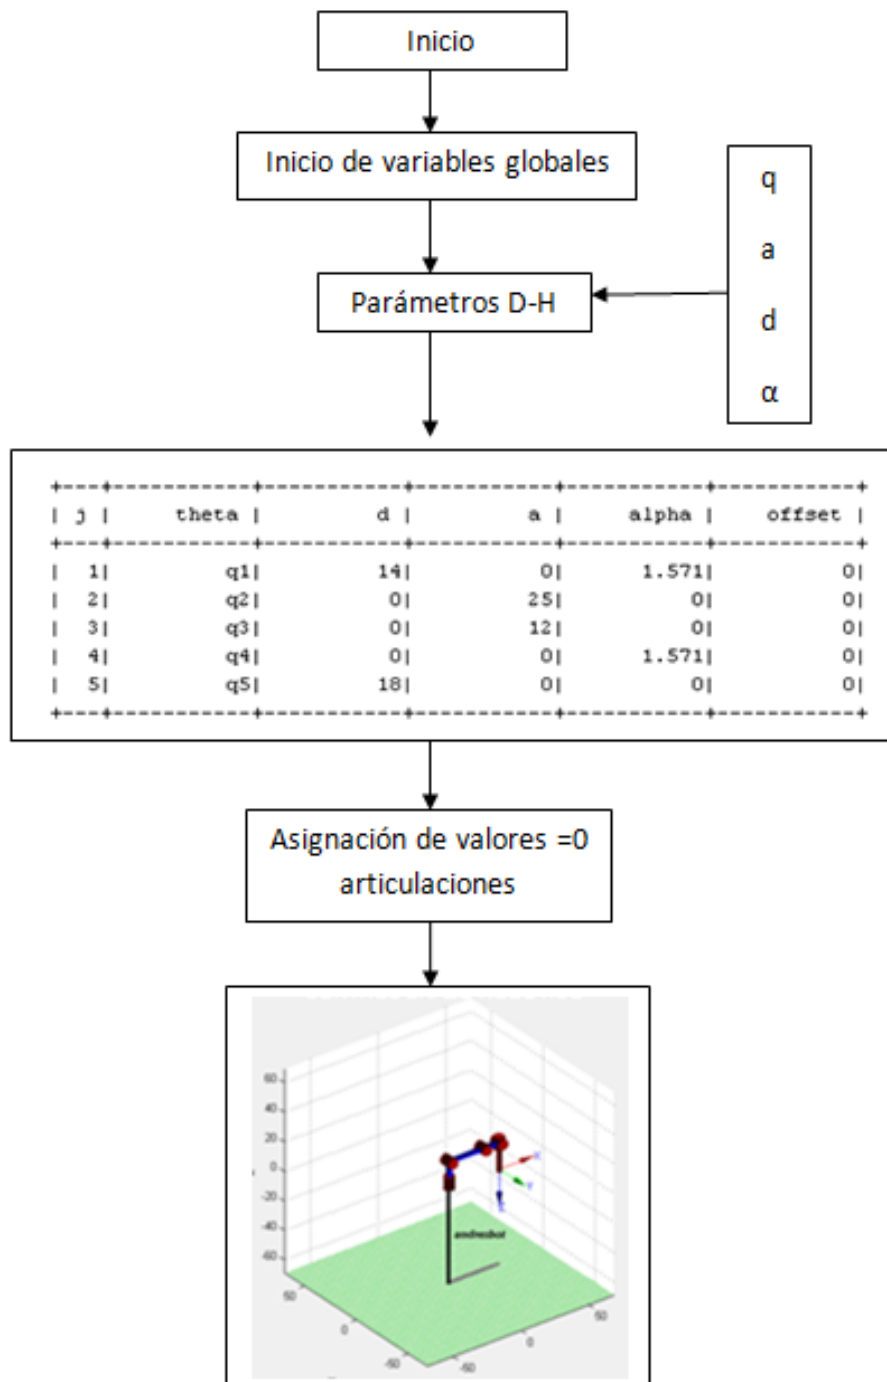 Inicio
Inicio de variables globales
q
a
d
α
Parámetros D-H
+---+-----------+-----------+-----------+-----------+-----------+
| j |     theta |         d |         a |     alpha |    offset |
+---+-----------+-----------+-----------+-----------+-----------+
|  1|         q1|         14|          0|      1.571|          0|
|  2|         q2|          0|         25|          0|          0|
|  3|         q3|          0|         12|          0|          0|
|  4|         q4|          0|          0|      1.571|          0|
|  5|         q5|         18|          0|          0|          0|
+---+-----------+-----------+-----------+-----------+-----------+
Asignación de valores =0
articulaciones
60
40
20
0
-20
-40
-60
X
Y
Z
andresbot
50
0
-50
-50
0
50